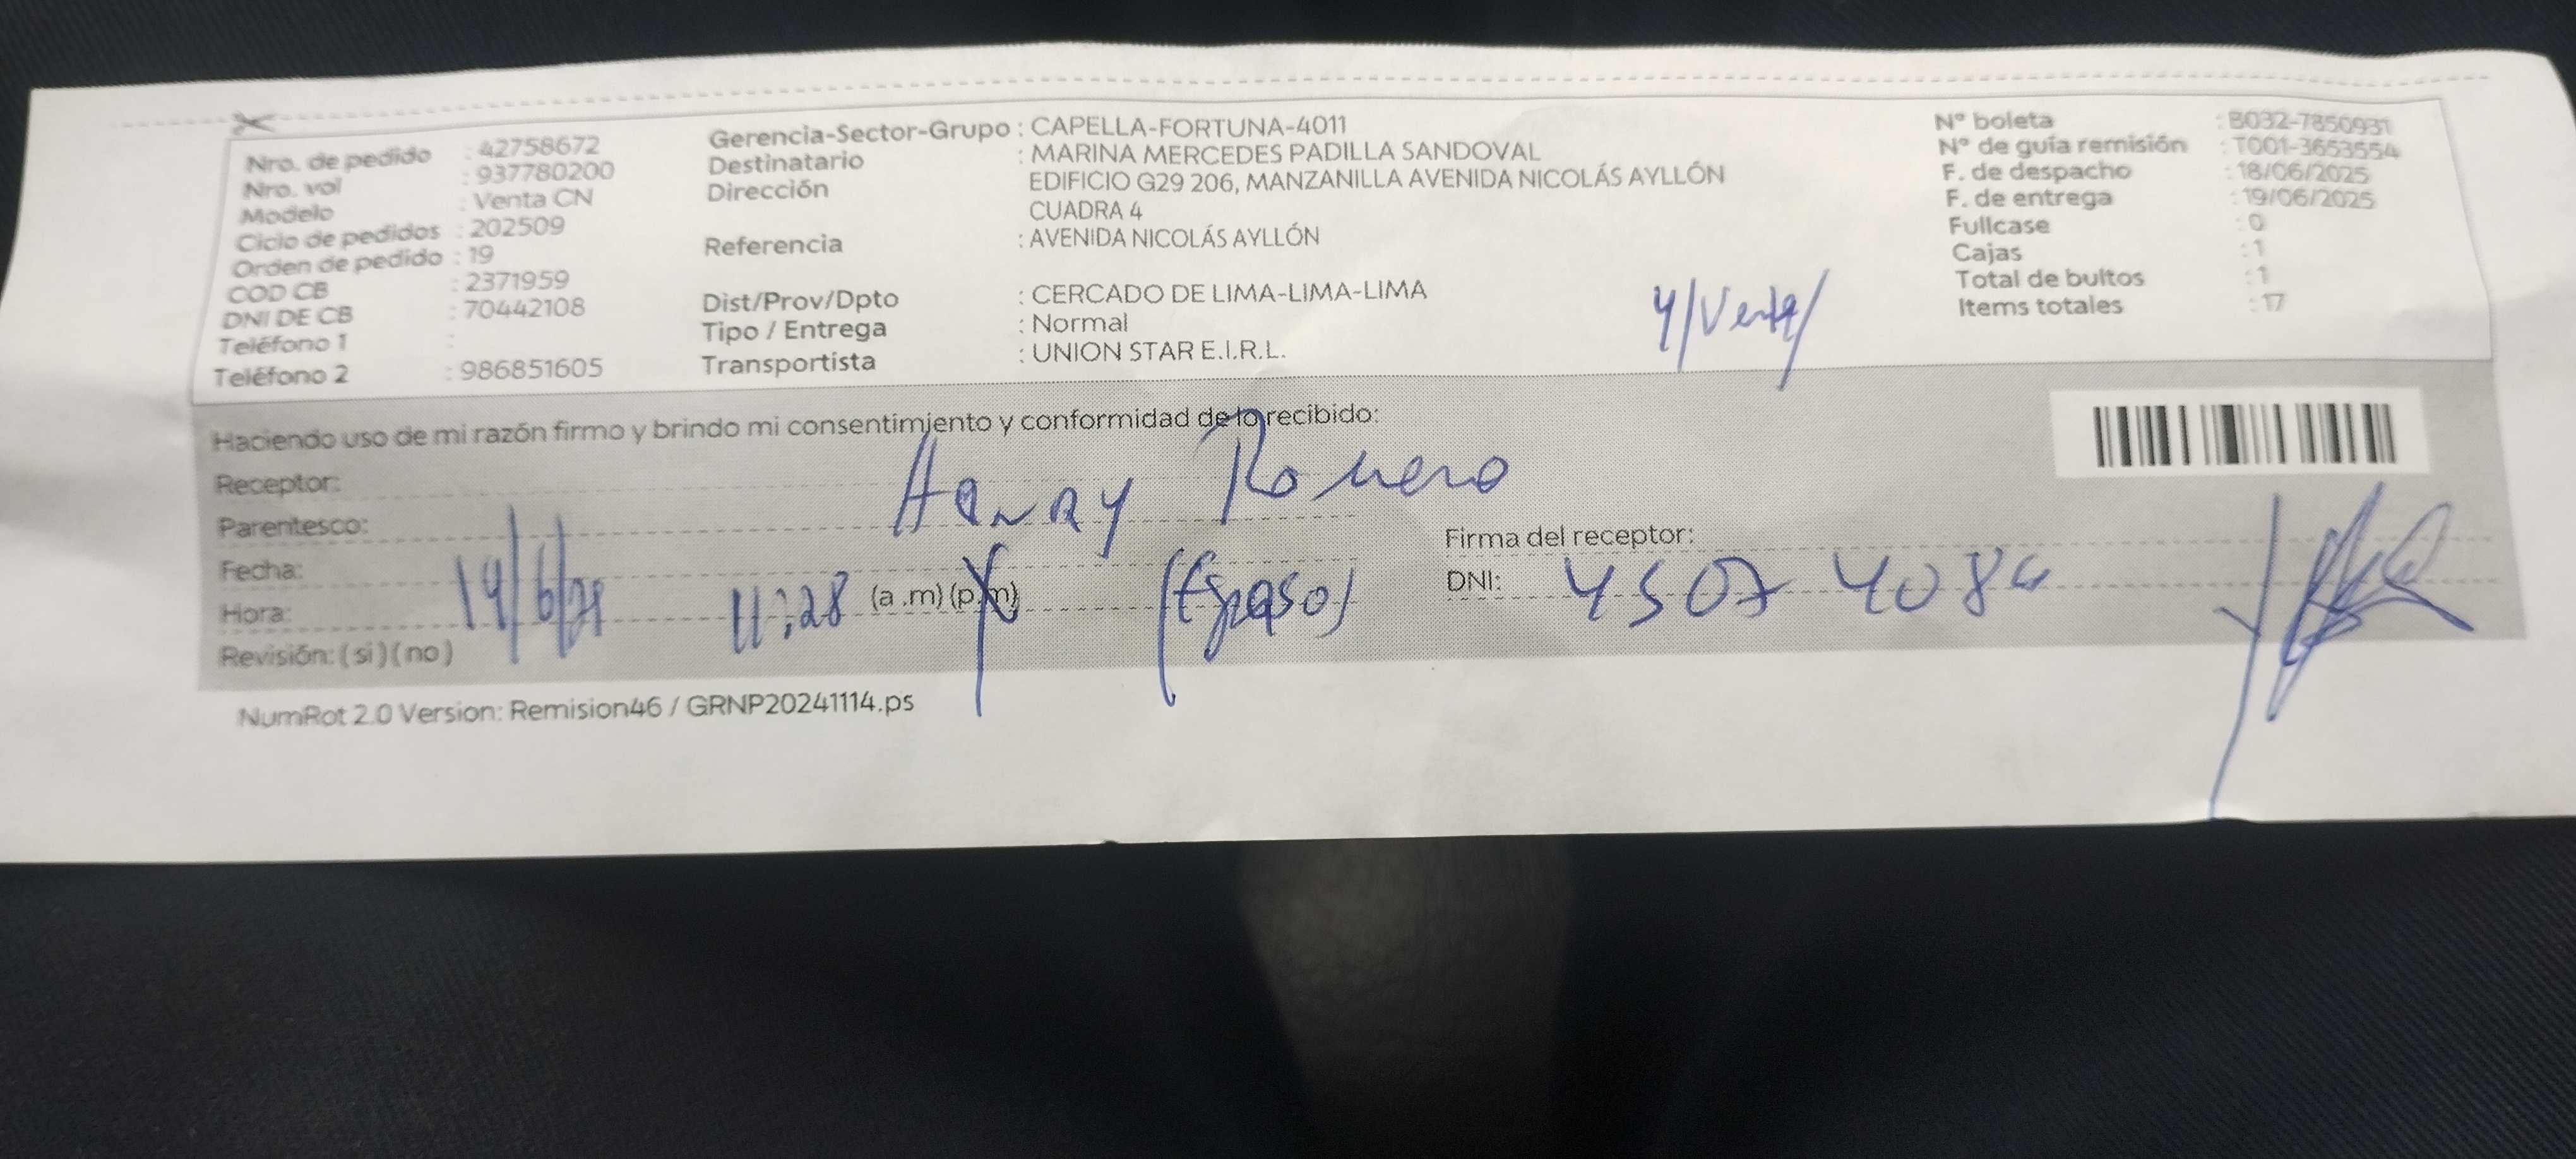 Nro. de pedido : 42758672
Nro. vol : 937780200
Modelo : Venta CN
Ciclo de pedidos : 202509
Orden de pedido : 19
COD CB : 2371959
DNI DE CB : 70442108
Teléfono 1 :
Teléfono 2 : 986851605
Gerencia-Sector-Grupo : CAPELLA-FORTUNA-4011
Destinatario : MARINA MERCEDES PADILLA SANDOVAL
Dirección EDIFICIO G29 206, MANZANILLA AVENIDA NICOLÁS AYLLÓN
CUADRA 4
Referencia : AVENIDA NICOLÁS AYLLÓN
Dist/Prov/Dpto : CERCADO DE LIMA-LIMA-LIMA
Tipo / Entrega : Normal
Transportista : UNION STAR E.I.R.L.
Nº boleta : B032-7850931
Nº de guía remisión : T001-3653554
F. de despacho : 18/06/2025
F. de entrega : 19/06/2025
Fullcase : 0
Cajas : 1
Total de bultos : 1
Items totales : 17
Haciendo uso de mi razón firmo y brindo mi consentimiento y conformidad de lo recibido:
Receptor: Romero
Parentesco:
Fecha:
Hora: 11:28 (a.m) (p.m) (Esposo)
Revisión: (si) (no)
Firma del receptor:
DNI:
NumRot 2.0 Version: Remision46 / GRNP20241114.ps